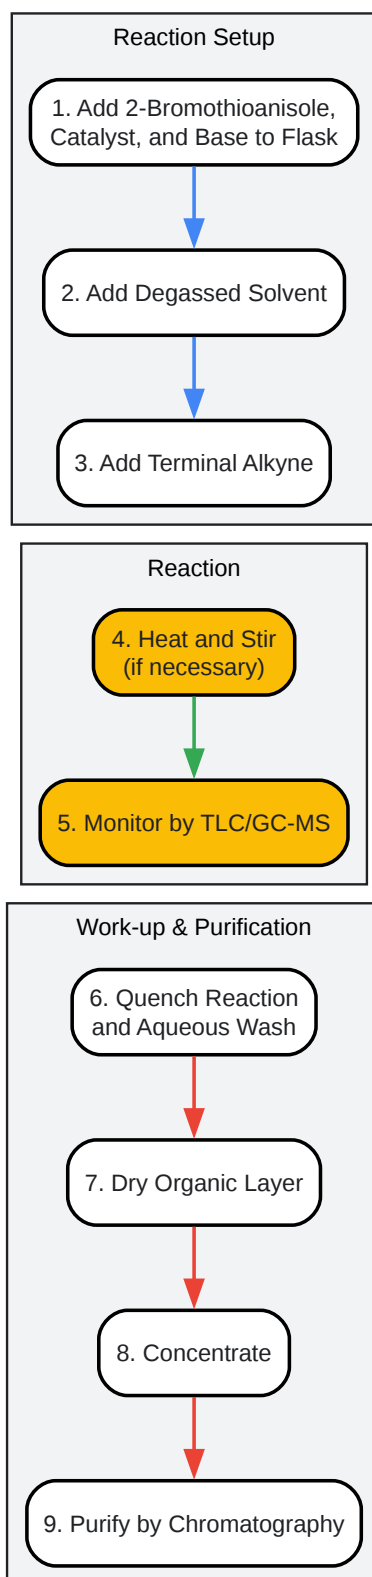 Reaction Setup
1. Add 2-Bromothioanisole,
Catalyst, and Base to Flask
2. Add Degassed Solvent
3. Add Terminal Alkyne
Reaction
4. Heat and Stir
(if necessary)
5. Monitor by TLC/GC-MS
Work-up & Purification
6. Quench Reaction
and Aqueous Wash
7. Dry Organic Layer
8. Concentrate
9. Purify by Chromatography